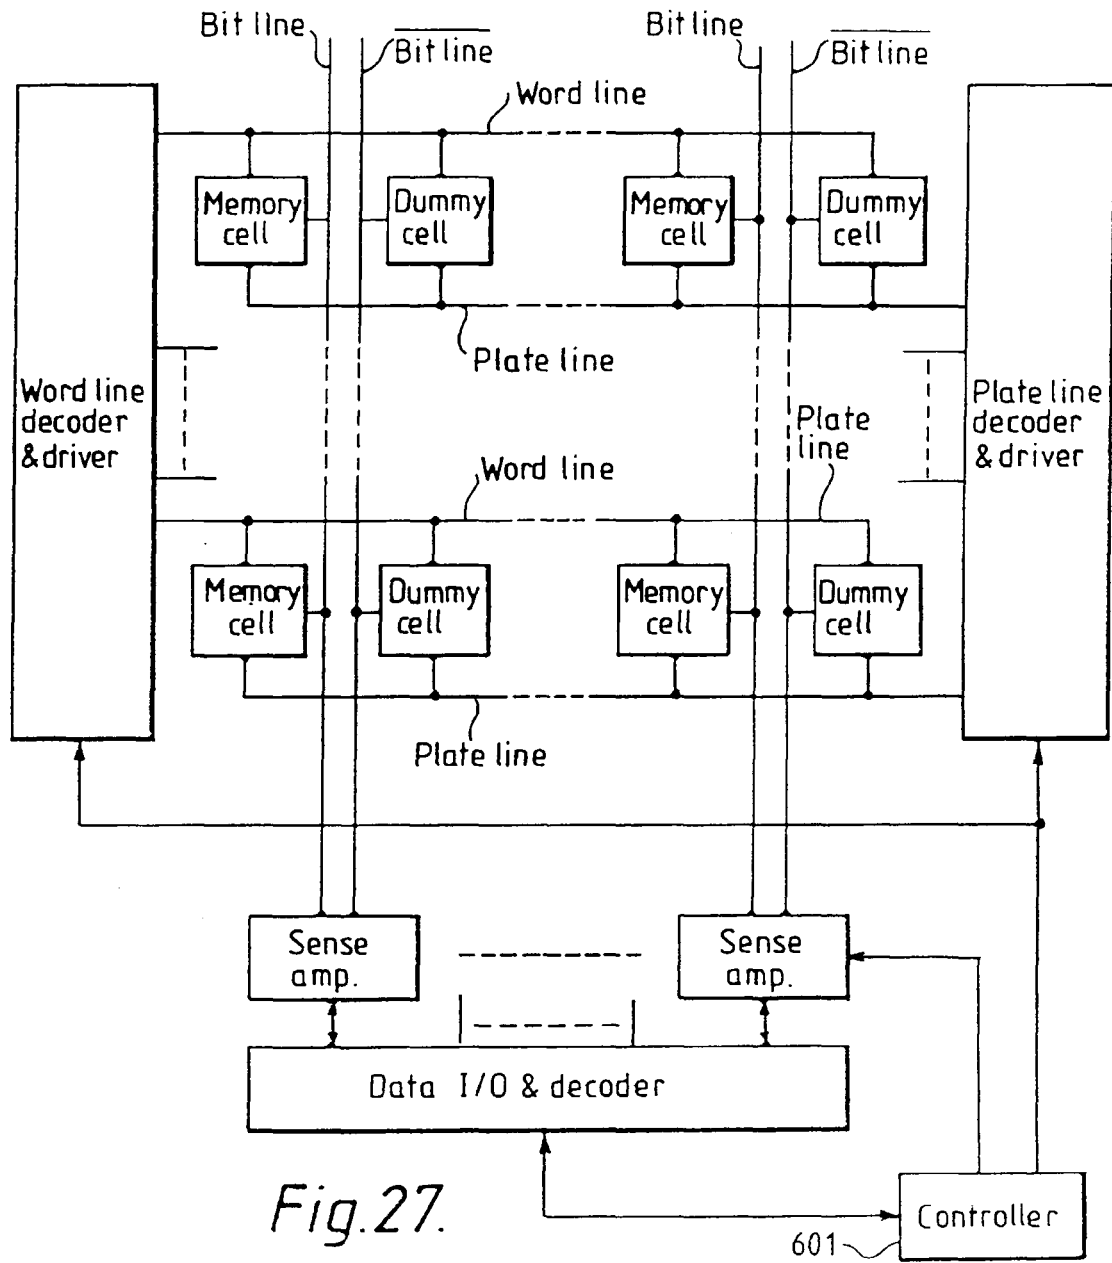 Bit line
Bit line
Bit line
Bit line
Word line
Memory cell
Dummy cell
Memory cell
Dummy cell
Plate line
Word line
decoder
& driver
Plate line
decoder
& driver
Plate
line
Word line
Memory cell
Dummy cell
Memory cell
Dummy cell
Plate line
Sense
amp.
Sense
amp.
Data I/O & decoder
Controller
601
Fig.27.